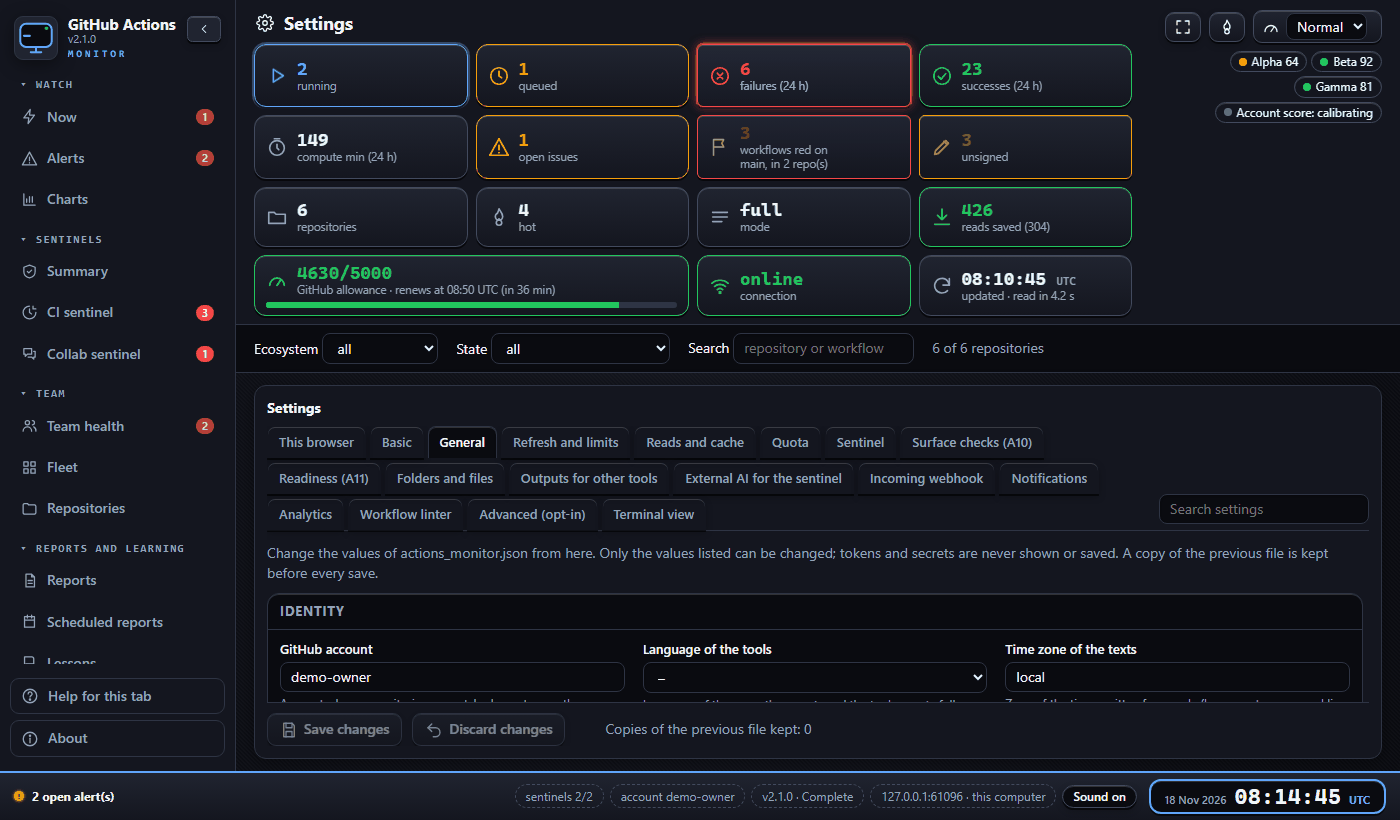 GitHub Actions
v2.1.0
MONITOR
WATCH
Now 1
Alerts 2
Charts
SENTINELS
Summary
CI sentinel 3
Collab sentinel 1
TEAM
Team health 2
Fleet
Repositories
REPORTS AND LEARNING
Reports
Scheduled reports
Lessons
Help for this tab
About
Settings
Normal
Alpha 64
Beta 92
Gamma 81
Account score: calibrating
2
running
1
queued
6
failures (24 h)
23
successes (24 h)
149
compute min (24 h)
1
open issues
3
workflows red on
main, in 2 repo(s)
3
unsigned
6
repositories
4
hot
full
mode
426
reads saved (304)
4630/5000
GitHub allowance · renews at 08:50 UTC (in 36 min)
online
connection
08:10:45 UTC
updated · read in 4.2 s
Ecosystem all State all Search repository or workflow 6 of 6 repositories
Settings
This browser Basic General Refresh and limits Reads and cache Quota Sentinel Surface checks (A10)
Readiness (A11) Folders and files Outputs for other tools External AI for the sentinel Incoming webhook Notifications
Analytics Workflow linter Advanced (opt-in) Terminal view
Search settings
Change the values of actions_monitor.json from here. Only the values listed can be changed; tokens and secrets are never shown or saved. A copy of the previous file is kept
before every save.
IDENTITY
GitHub account Language of the tools Time zone of the texts
demo-owner – local
Save changes Discard changes Copies of the previous file kept: 0
2 open alert(s) sentinels 2/2 account demo-owner v2.1.0 · Complete 127.0.0.1:61096 · this computer Sound on 18 Nov 2026 08:14:45 UTC